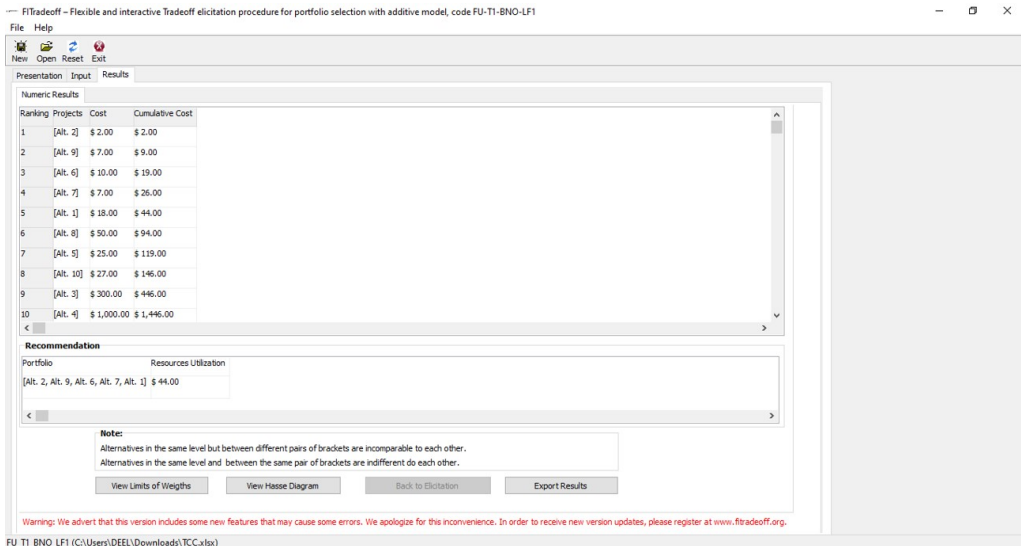 FITradeoff – Flexible and interactive Tradeoff elicitation procedure for portfolio selection with additive model, code FU-T1-BNO-LF1
File Help
New Open Reset Exit
Presentation Input Results
Numeric Results
Ranking Projects Cost Cumulative Cost
1 [Alt. 2] $ 2.00 $ 2.00
2 [Alt. 9] $ 7.00 $ 9.00
3 [Alt. 6] $ 10.00 $ 19.00
4 [Alt. 7] $ 7.00 $ 26.00
5 [Alt. 1] $ 18.00 $ 44.00
6 [Alt. 8] $ 50.00 $ 94.00
7 [Alt. 5] $ 25.00 $ 119.00
8 [Alt. 10] $ 27.00 $ 146.00
9 [Alt. 3] $ 300.00 $ 446.00
10 [Alt. 4] $ 1,000.00 $ 1,446.00
Recommendation
Portfolio Resources Utilization
[Alt. 2, Alt. 9, Alt. 6, Alt. 7, Alt. 1] $ 44.00
Note:
Alternatives in the same level but between different pairs of brackets are incomparable to each other.
Alternatives in the same level and between the same pair of brackets are indifferent do each other.
View Limits of Weigths View Hasse Diagram Back to Elicitation Export Results
Warning: We advert that this version includes some new features that may cause some errors. We apologize for this inconvenience. In order to receive new version updates, please register at www.fitradeoff.org.
FU_T1_BNO_LF1 (C:\Users\DEEL\Downloads\TCC.xlsx)